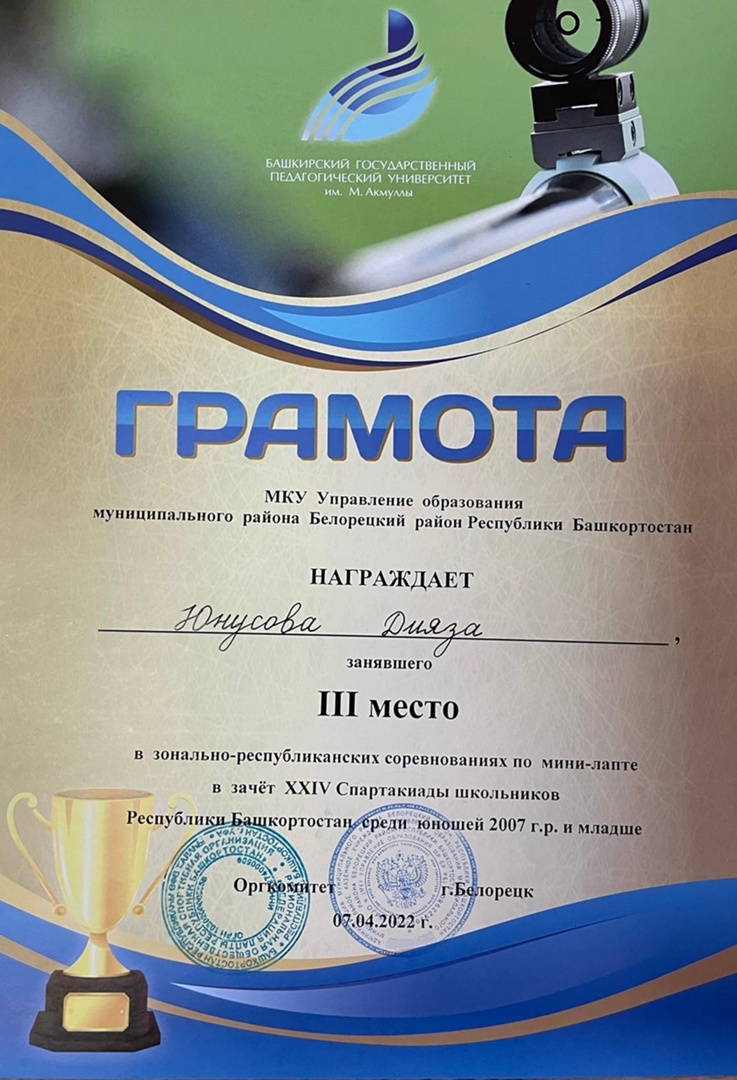 БАШКИРСКИЙ ГОСУДАРСТВЕННЫЙ
ПЕДАГОГИЧЕСКИЙ УНИВЕРСИТЕТ
им. М. Акмуллы
ГРАМОТА
МКУ Управление образования
муниципального района Белорецкий район Республики Башкортостан
НАГРАЖДАЕТ
Юнусова Дияза,
занявшего
III место
в зонально-республиканских соревнованиях по мини-лапте
в зачёт XXIV Спартакиады школьников
Республики Башкортостан среди юношей 2007 г.р. и младше
Оргкомитет г.Белорецк
07.04.2022 г.